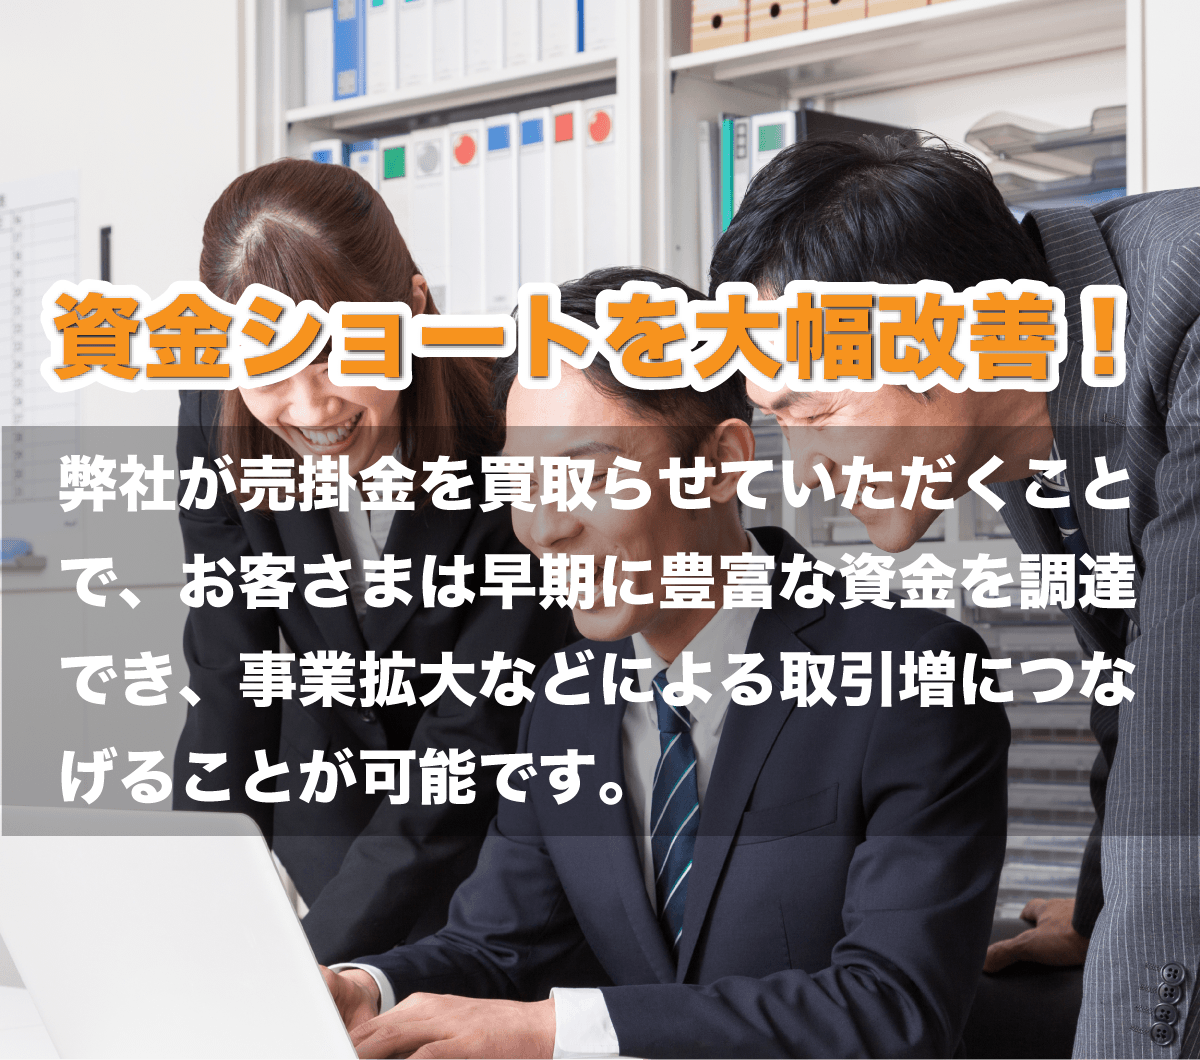 資金ショートを大幅改善！
弊社が売掛金を買取らせていただくこと
で、お客さまは早期に豊富な資金を調達
でき、事業拡大などによる取引増につな
げることが可能です。